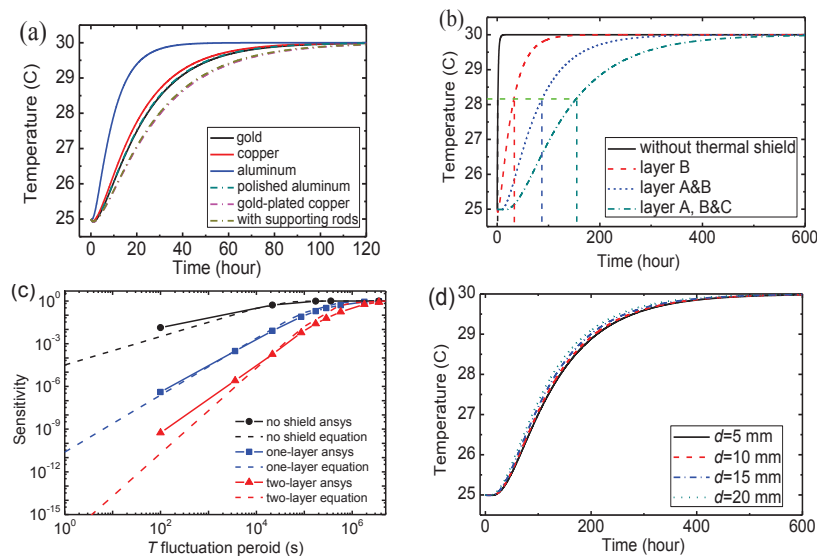 (a)
Temperature (C)
30
29
28
27
26
25
0 20 40 60 80 100 120
Time (hour)
gold
copper
aluminum
polished aluminum
gold-plated copper
with supporting rods
(b)
Temperature (C)
30
29
28
27
26
25
0 200 400 600
Time (hour)
without thermal shield
layer B
layer A&B
layer A, B&C
(c)
Sensitivity
10^0
10^-3
10^-6
10^-9
10^-12
10^-15
10^0 10^2 10^4 10^6
T fluctuation peroid (s)
no shield ansys
no shield equation
one-layer ansys
one-layer equation
two-layer ansys
two-layer equation
(d)
Temperature (C)
30
29
28
27
26
25
0 200 400 600
Time (hour)
d=5 mm
d=10 mm
d=15 mm
d=20 mm